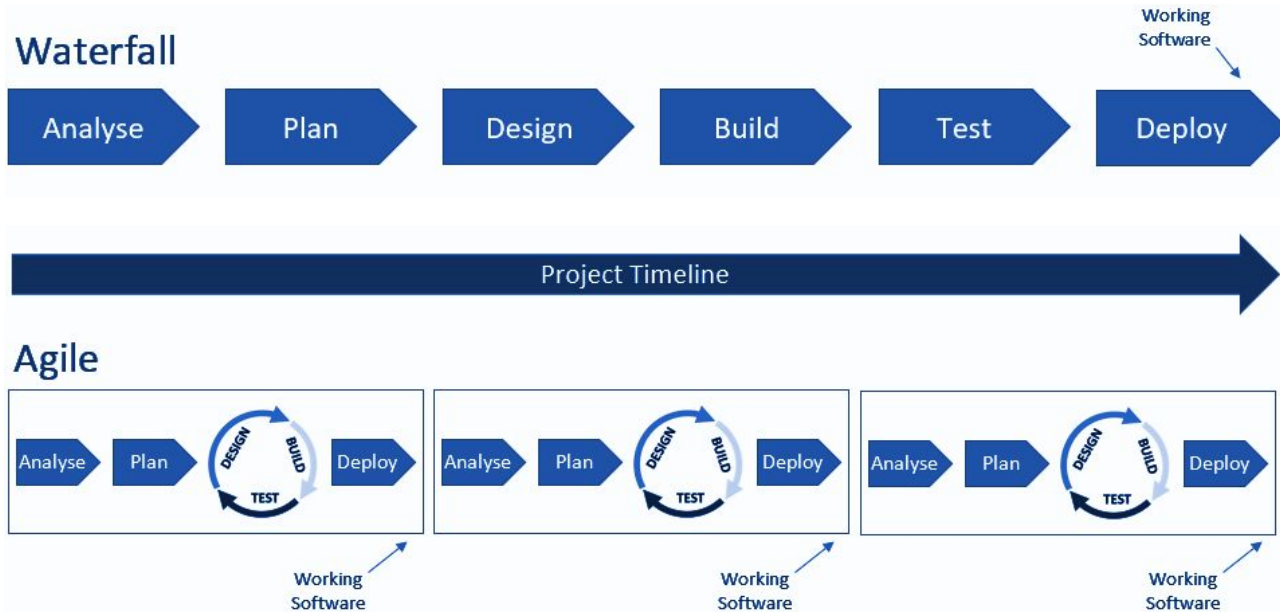 Working
Software
Waterfall
Analyse
Plan
Design
Build
Test
Deploy
Project Timeline
Agile
Analyse
Plan
DESIGN
BUILD
TEST
Deploy
Analyse
Plan
DESIGN
BUILD
TEST
Deploy
Analyse
Plan
DESIGN
BUILD
TEST
Deploy
Working
Software
Working
Software
Working
Software